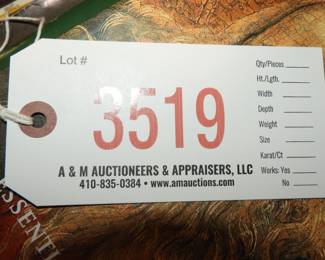 Lot #
3519
A & M AUCTIONEERS & APPRAISERS, LLC
410-835-0384 • www.amauctions.com
Qty/Pieces
Ht./Lgth.
Width
Depth
Weight
Size
Karat/Ct
Works: Yes
No
ESSENTI